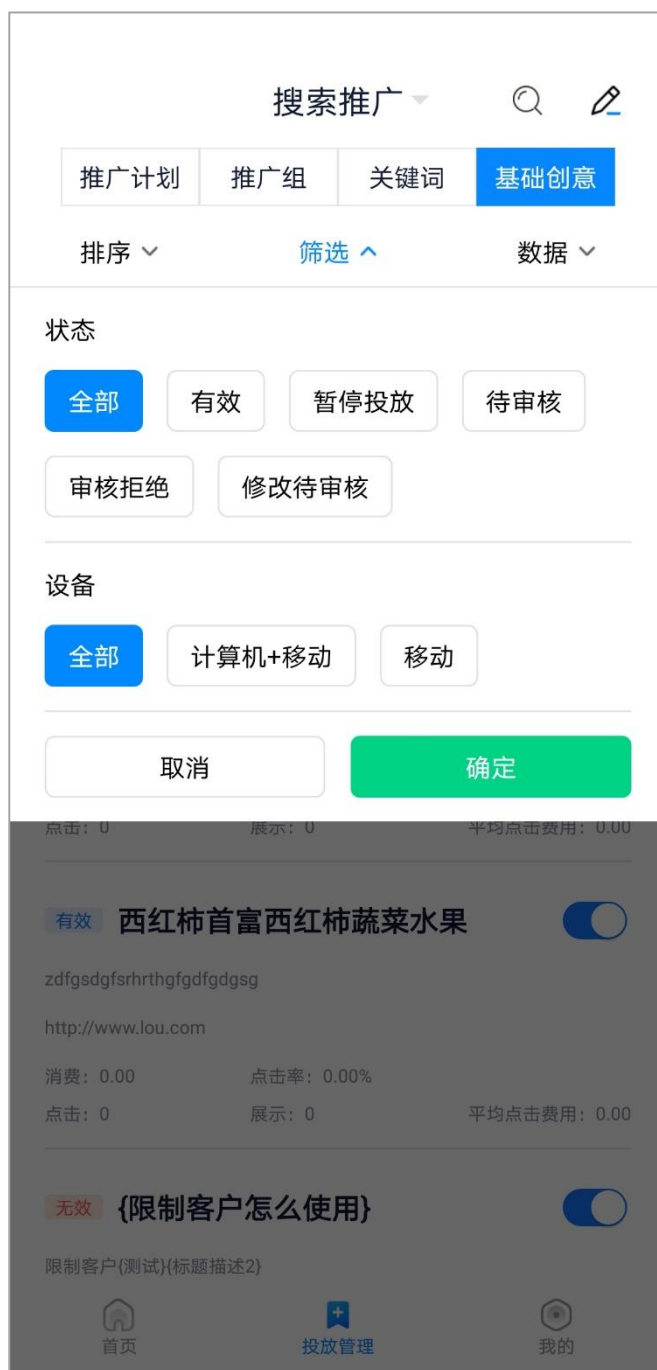 搜索推广
推广计划 推广组 关键词 基础创意
排序 筛选 数据
状态
全部 有效 暂停投放 待审核
审核拒绝 修改待审核
设备
全部 计算机+移动 移动
取消 确定
点击：0 展示：0 平均点击费用：0.00
有效 西红柿首富西红柿蔬菜水果
zdfgsdgfsrhrthgfgdfgdgsg
http://www.lou.com
消费：0.00 点击率：0.00%
点击：0 展示：0 平均点击费用：0.00
无效 {限制客户怎么使用}
限制客户{测试}{标题描述2}
首页 投放管理 我的